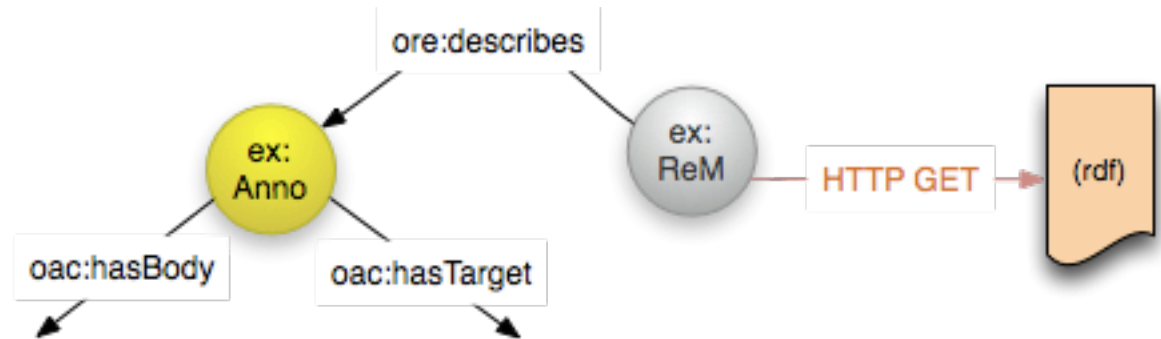 ore:describes
ex:
Anno
ex:
ReM
HTTP GET
(rdf)
oac:hasBody
oac:hasTarget